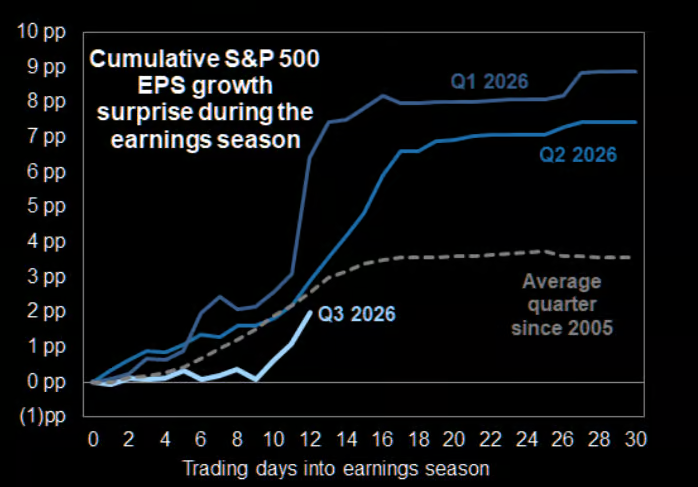 10 pp
9 pp
8 pp
7 pp
6 pp
5 pp
4 pp
3 pp
2 pp
1 pp
0 pp
(1)pp
Cumulative S&P 500
EPS growth
surprise during the
earnings season
Q1 2026
Q2 2026
Average
quarter
since 2005
Q3 2026
0 2 4 6 8 10 12 14 16 18 20 22 24 26 28 30
Trading days into earnings season